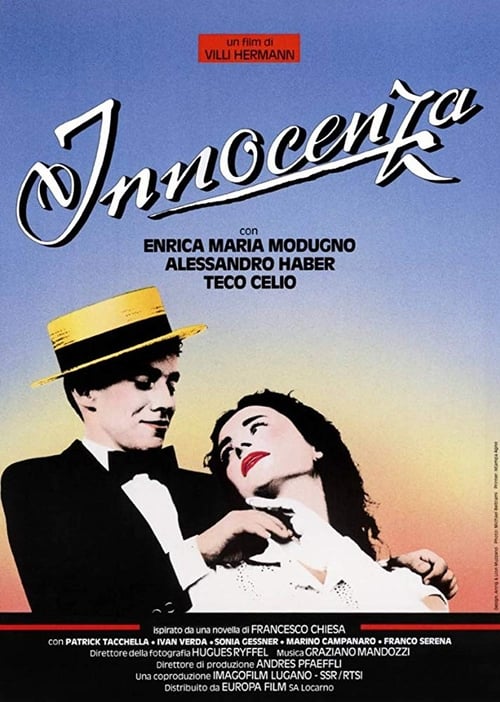 un film di
VILLI HERMANN
Innocenza
con
ENRICA MARIA MODUGNO
ALESSANDRO HABER
TECO CELIO
ispirato da una novella di FRANCESCO CHIESA
con PATRICK TACCHELLA • IVAN VERDA • SONIA GESSNER • MARINO CAMPANARO • FRANCO SERENA
Direttore della fotografia HUGUES RYFFEL Musica GRAZIANO MANDOZZI
Direttore di produzione ANDRES PFAEFFLI
Una coproduzione IMAGOFILM LUGANO - SSR/RTSI
Distribuito da EUROPA FILM SA Locarno